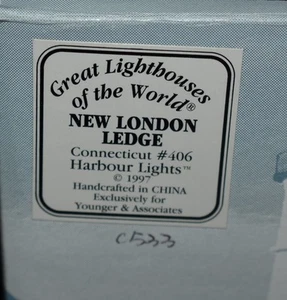 Great Lighthouses
of the World®
NEW LONDON
LEDGE
Connecticut #406
Harbour Lights™
© 1997
Handcrafted in CHINA
Exclusively for
Younger & Associates
C533